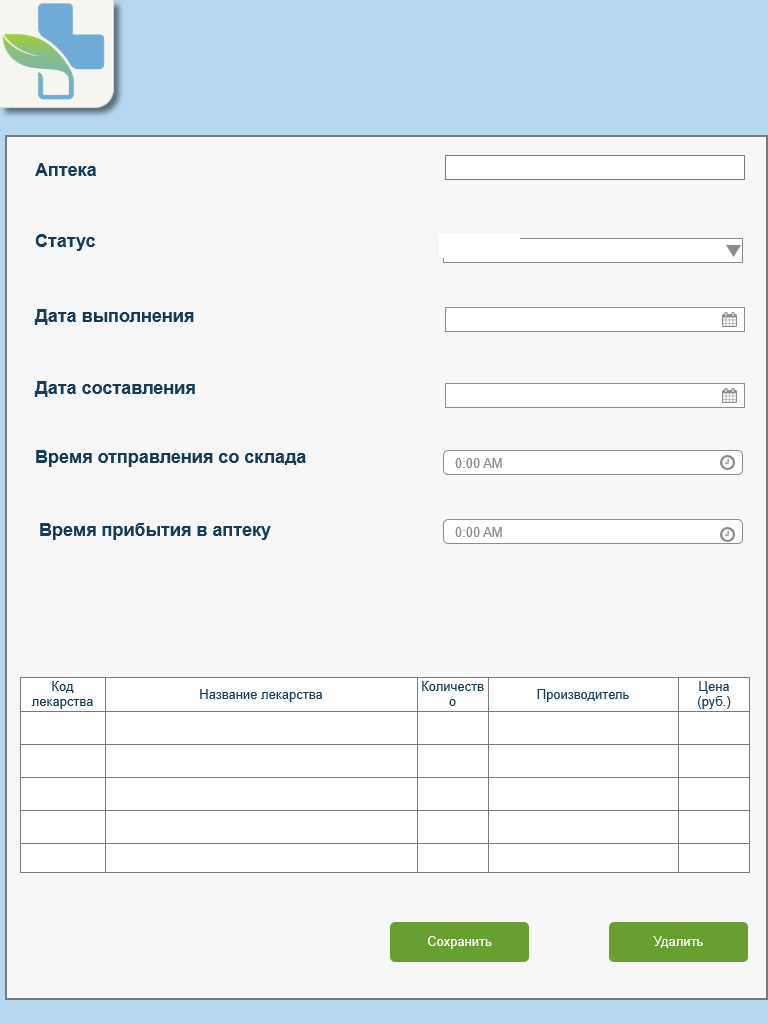 Аптека
Статус
Дата выполнения
Дата составления
Время отправления со склада
0:00 AM
Время прибытия в аптеку
0:00 AM
Код
лекарства
Название лекарства
Количеств
о
Производитель
Цена
(руб.)
Сохранить
Удалить